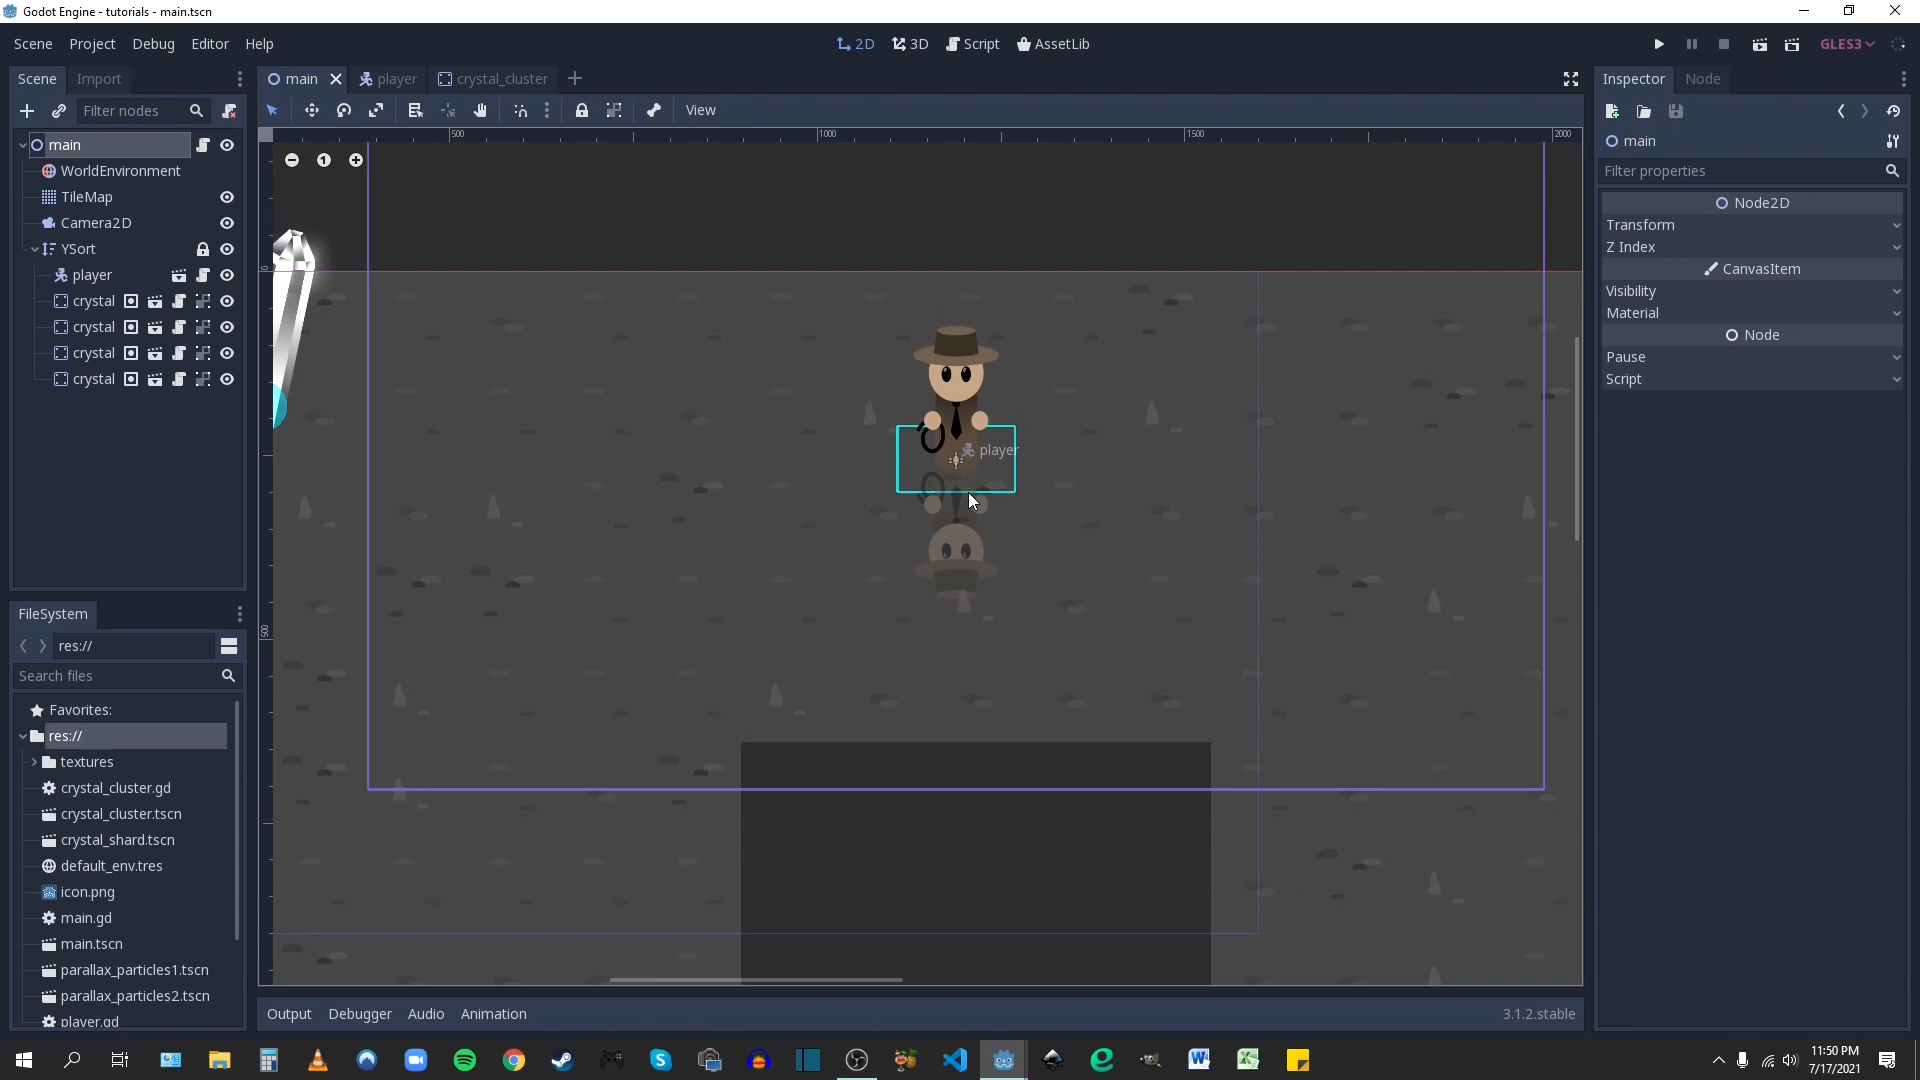 Godot Engine - tutorials - main.tscn
Scene Project Debug Editor Help
2D 3D Script AssetLib
GLES3
Scene Import
main player crystal_cluster
Inspector Node
Filter nodes
View
main
Filter properties
500 1000 1500 2000
0
500
main
WorldEnvironment
TileMap
Camera2D
YSort
player
crystal
crystal
crystal
crystal
1
player
Node2D
Transform
Z Index
CanvasItem
Visibility
Material
Node
Pause
Script
FileSystem
res://
Search files
Favorites:
res://
textures
crystal_cluster.gd
crystal_cluster.tscn
crystal_shard.tscn
default_env.tres
icon.png
main.gd
main.tscn
parallax_particles1.tscn
parallax_particles2.tscn
player.gd
Output Debugger Audio Animation
3.1.2.stable
11:50 PM
7/17/2021